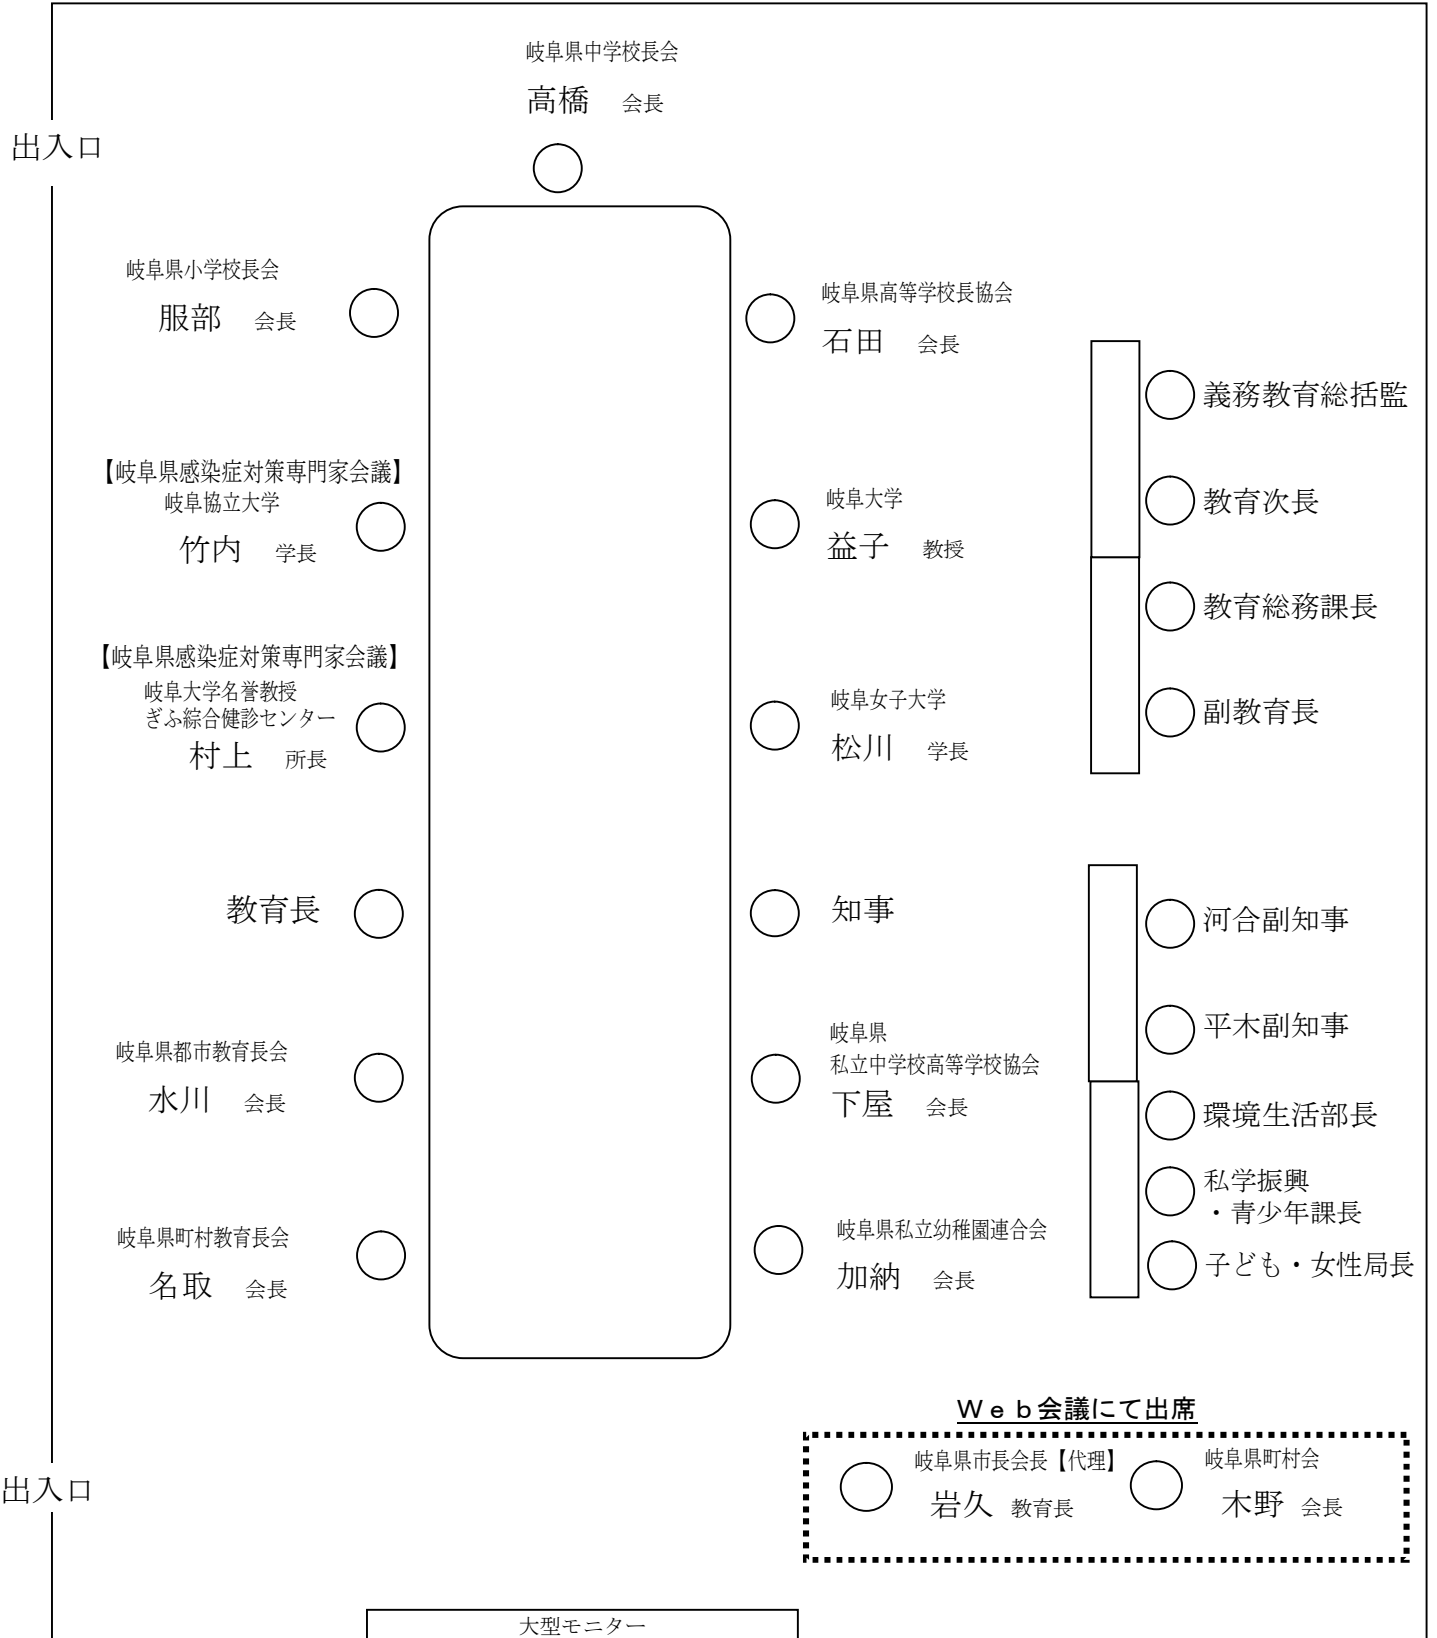 岐阜県中学校長会
高橋 会長
出入口
岐阜県小学校長会
服部 会長
岐阜県高等学校長協会
石田 会長
義務教育総括監
教育次長
教育総務課長
副教育長
【岐阜県感染症対策専門家会議】
岐阜協立大学
竹内 学長
岐阜大学
益子 教授
【岐阜県感染症対策専門家会議】
岐阜大学名誉教授
ぎふ綜合健診センター
村上 所長
岐阜女子大学
松川 学長
教育長
知事
河合副知事
平木副知事
環境生活部長
私学振興
・青少年課長
子ども・女性局長
岐阜県都市教育長会
水川 会長
岐阜県
私立中学校高等学校協会
下屋 会長
岐阜県町村教育長会
名取 会長
岐阜県私立幼稚園連合会
加納 会長
Ｗｅｂ会議にて出席
岐阜県市長会長【代理】
岩久 教育長
岐阜県町村会
木野 会長
出入口
大型モニター